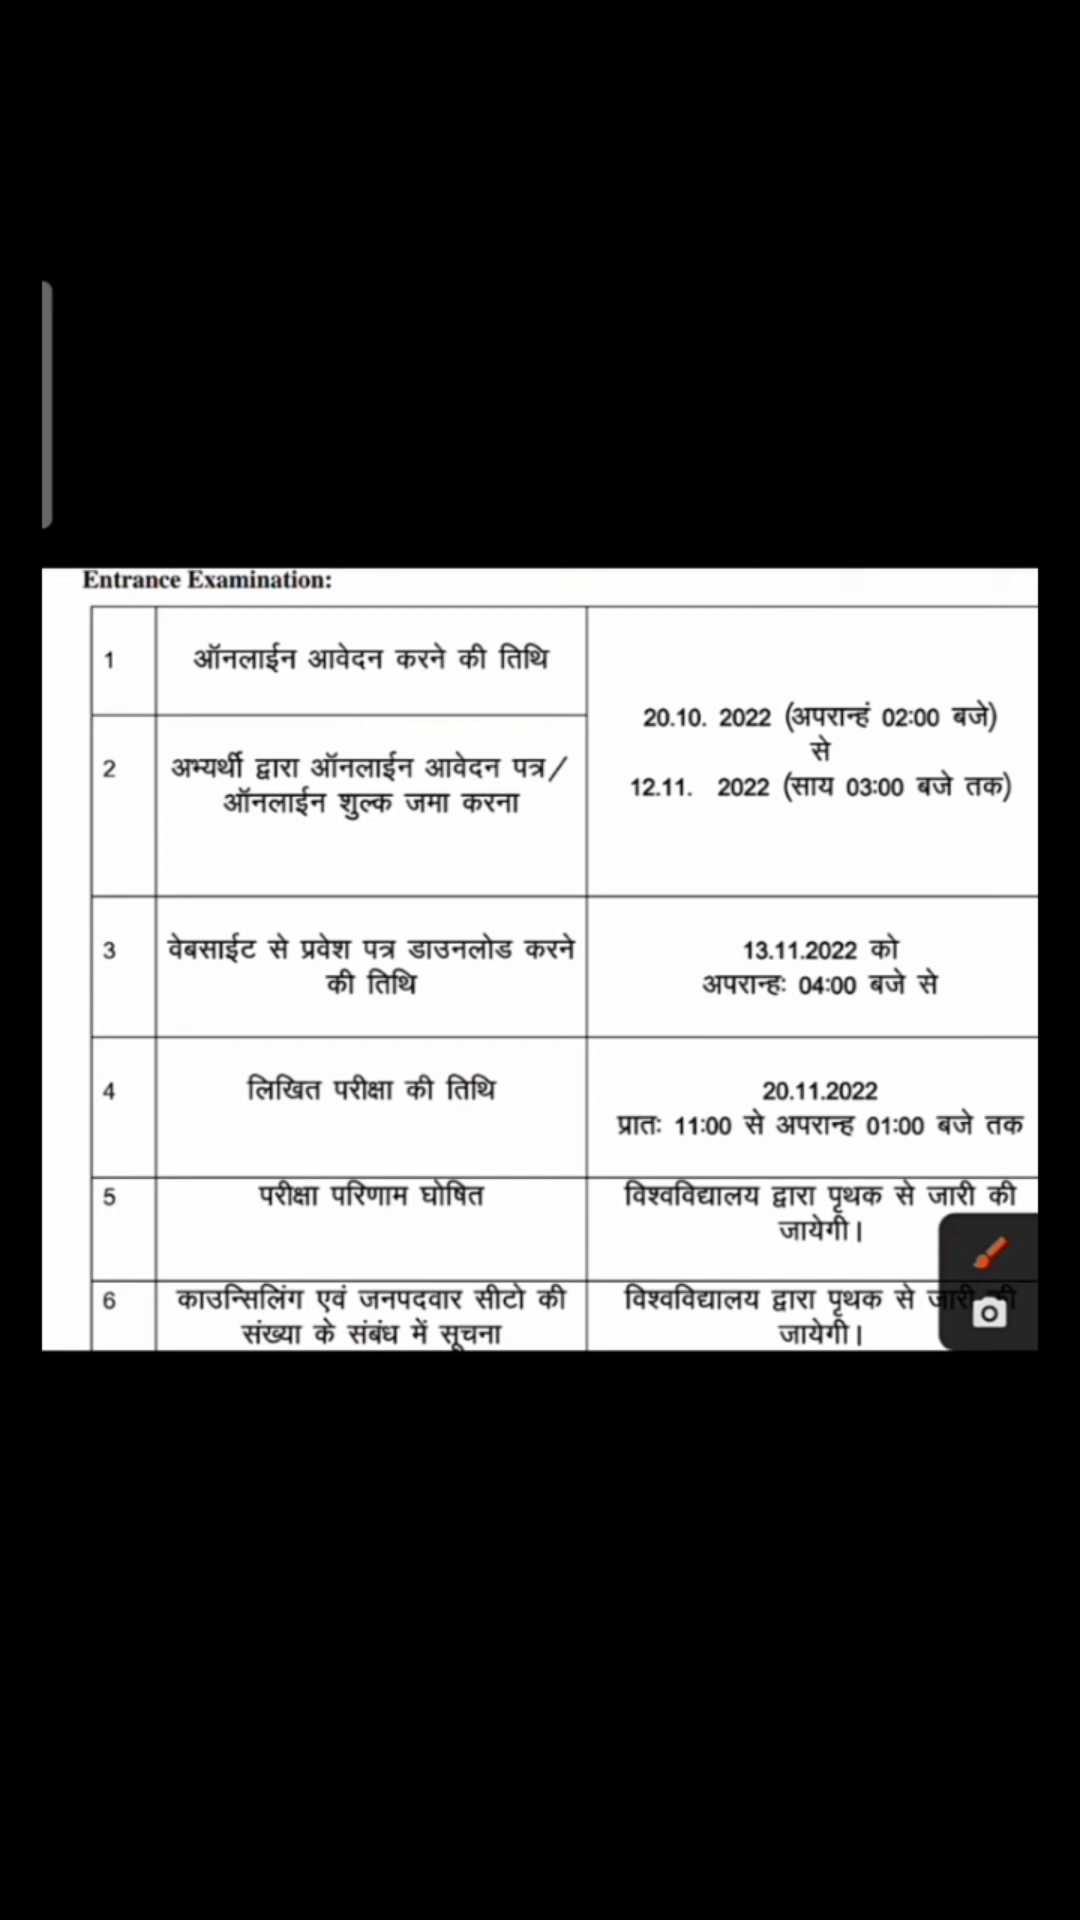 Entrance Examination:
1
ऑनलाईन आवेदन करने की तिथि
20.10. 2022 (अपरान्हं 02:00 बजे)
से
12.11. 2022 (साय 03:00 बजे तक)
2
अभ्यर्थी द्वारा ऑनलाईन आवेदन पत्र/
ऑनलाईन शुल्क जमा करना
3
वेबसाईट से प्रवेश पत्र डाउनलोड करने
की तिथि
13.11.2022 को
अपरान्हः 04:00 बजे से
4
लिखित परीक्षा की तिथि
20.11.2022
प्रातः 11:00 से अपरान्ह 01:00 बजे तक
5
परीक्षा परिणाम घोषित
विश्वविद्यालय द्वारा पृथक से जारी की
जायेगी।
6
काउन्सिलिंग एवं जनपदवार सीटो की
संख्या के संबंध में सूचना
विश्वविद्यालय द्वारा पृथक से जारी की
जायेगी।